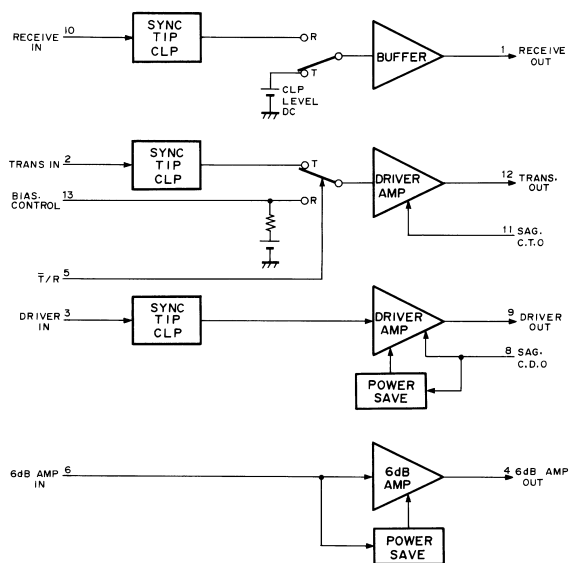 RECEIVE IN
10
SYNC TIP CLP
R
T
CLP LEVEL DC
BUFFER
1
RECEIVE OUT
TRANS IN
2
SYNC TIP CLP
T
R
DRIVER AMP
12
TRANS. OUT
BIAS. CONTROL
13
11
SAG. C.T.O
T̅/R
5
DRIVER IN
3
SYNC TIP CLP
DRIVER AMP
9
DRIVER OUT
8
SAG. C.D.O
POWER SAVE
6dB AMP IN
6
6dB AMP
4
6dB AMP OUT
POWER SAVE